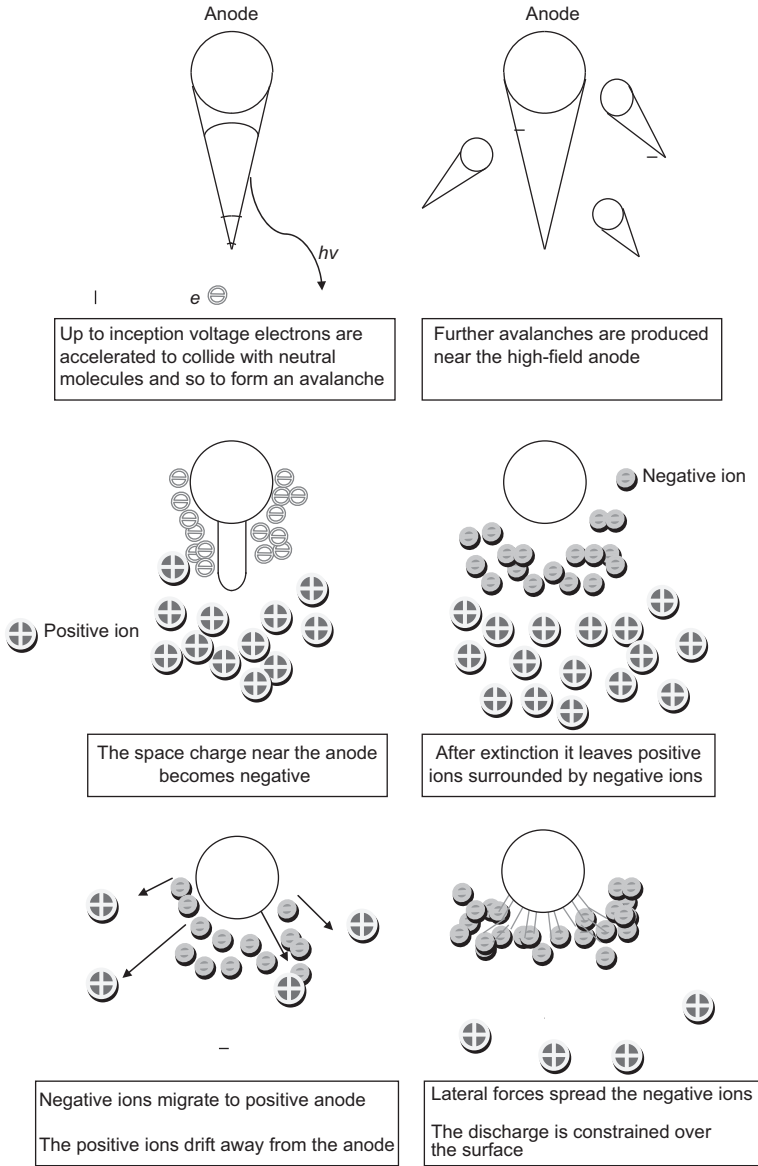 Anode
Anode
hv
e
Up to inception voltage electrons are
accelerated to collide with neutral
molecules and so to form an avalanche
Further avalanches are produced
near the high-field anode
Negative ion
Positive ion
The space charge near the anode
becomes negative
After extinction it leaves positive
ions surrounded by negative ions
Negative ions migrate to positive anode
The positive ions drift away from the anode
Lateral forces spread the negative ions
The discharge is constrained over
the surface